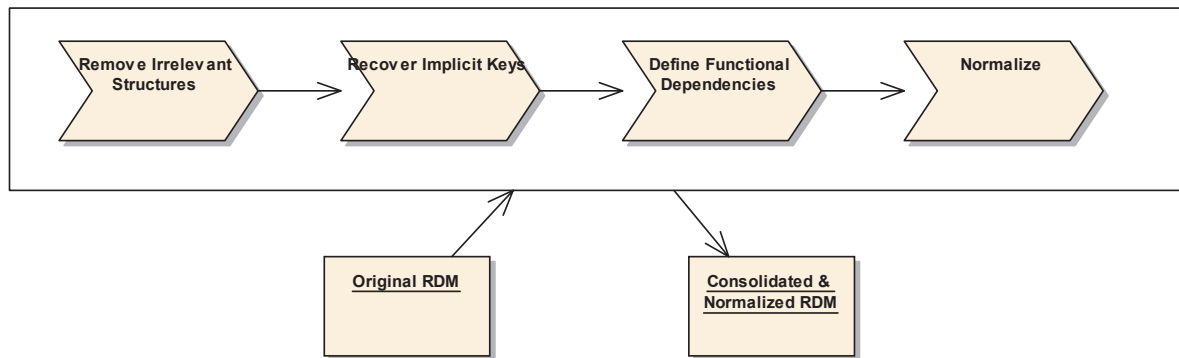 Remove Irrelevant
Structures
Recover Implicit Keys
Define Functional
Dependencies
Normalize
Original RDM
Consolidated &
Normalized RDM